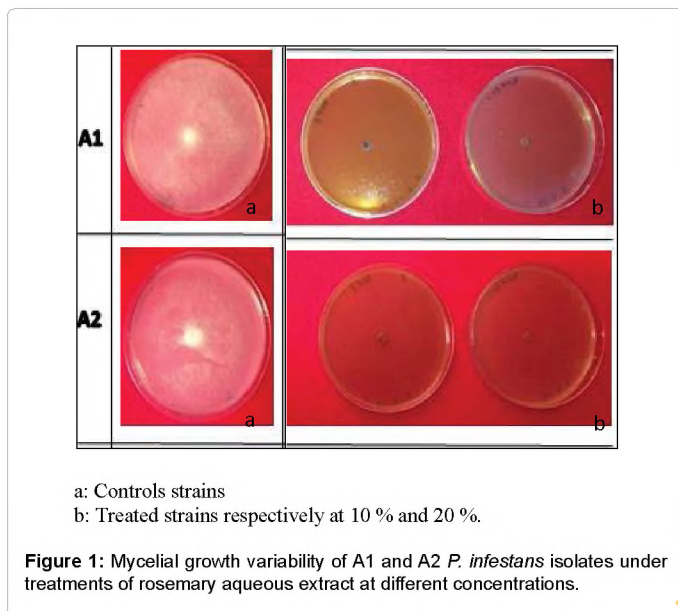 A1
a
b
A2
a
b
a: Controls strains
b: Treated strains respectively at 10 % and 20 %.
Figure 1: Mycelial growth variability of A1 and A2 P. infestans isolates under
treatments of rosemary aqueous extract at different concentrations.